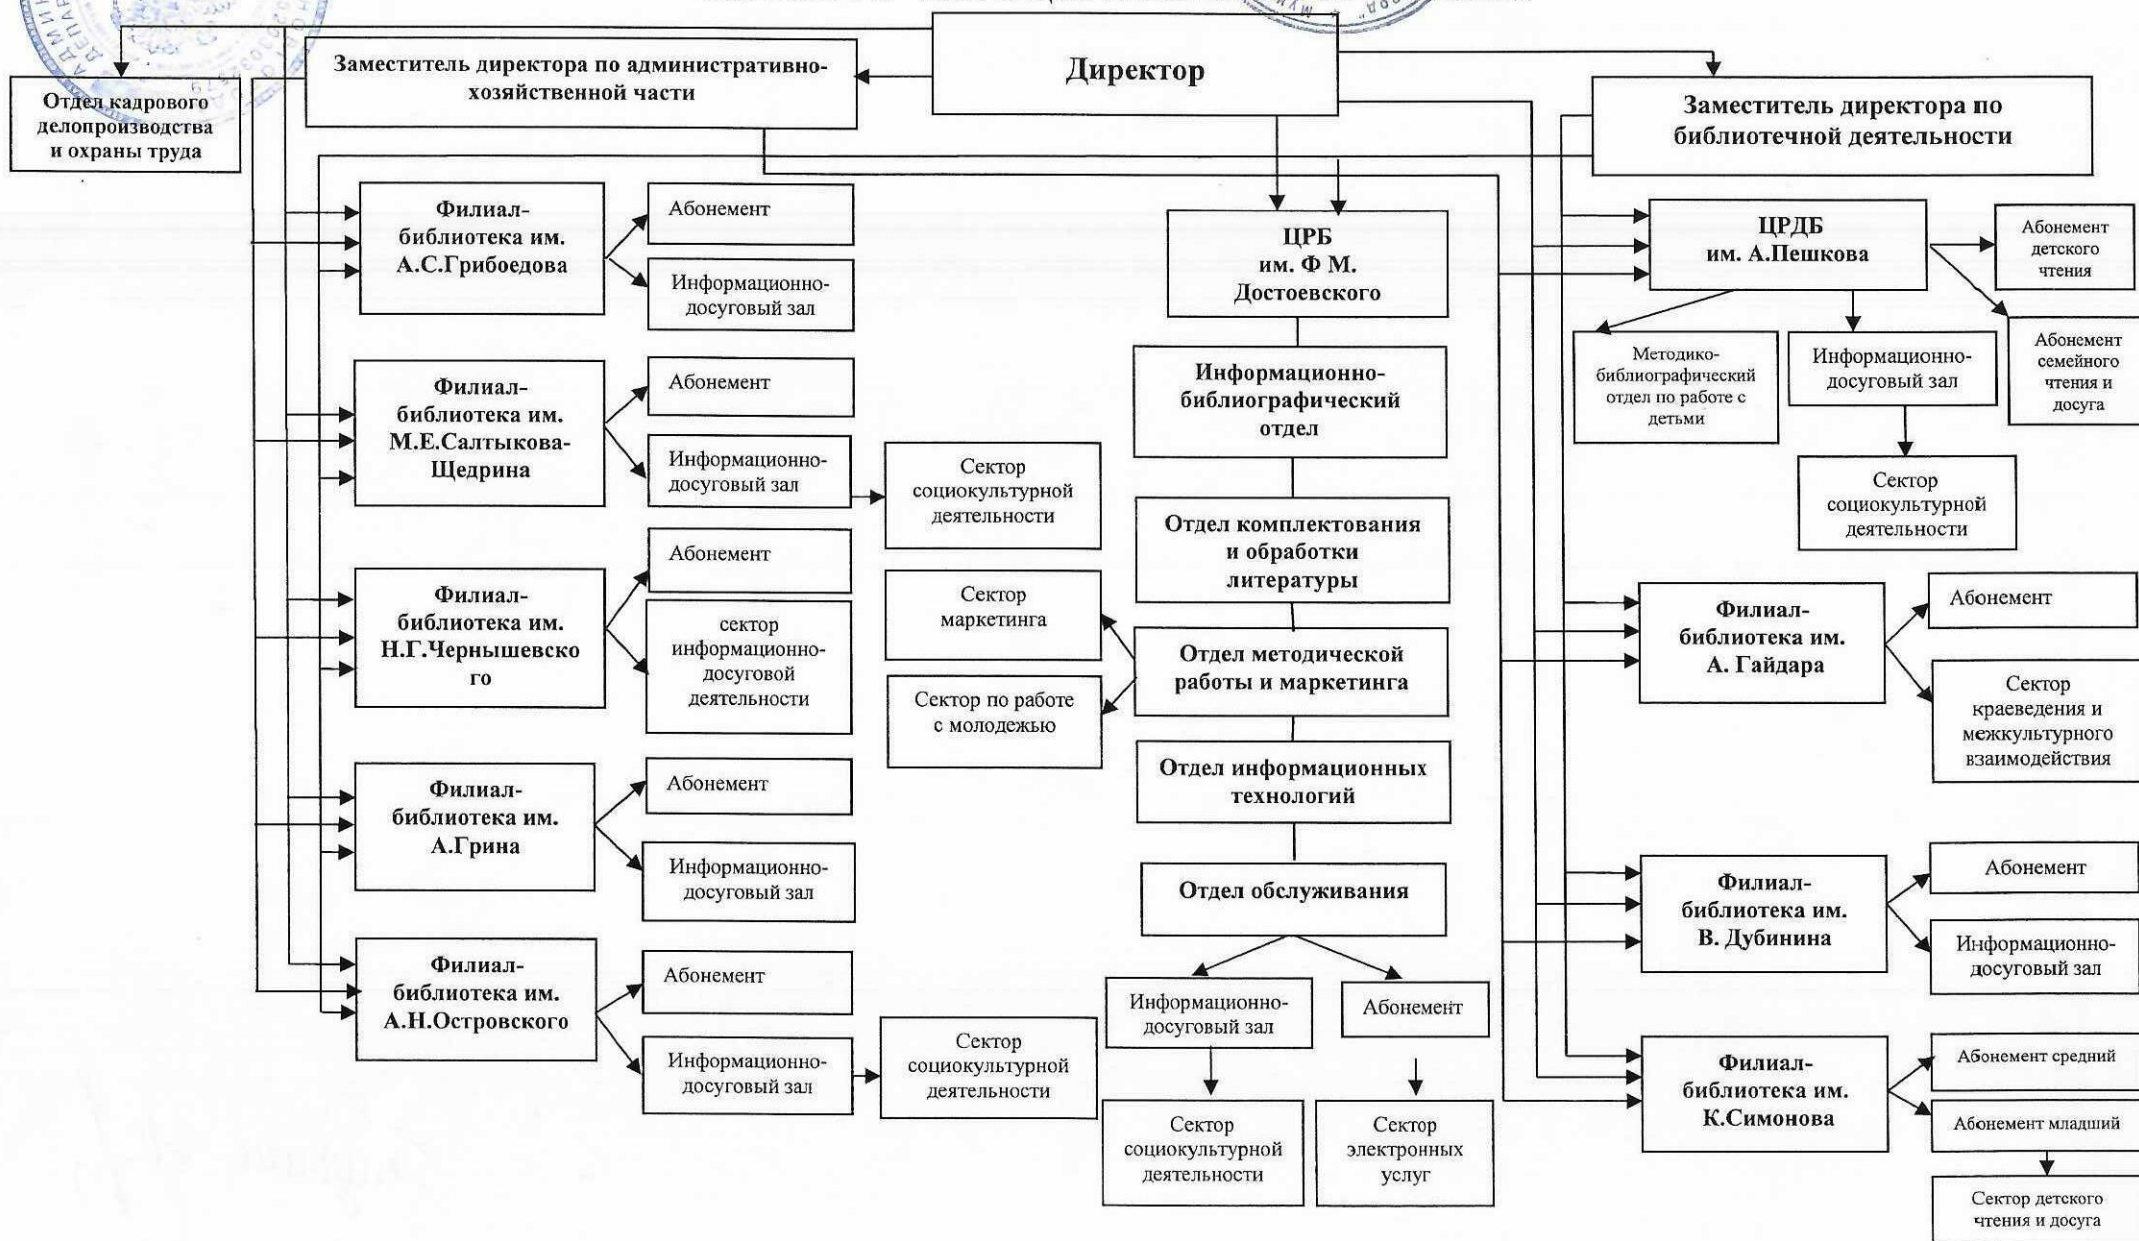 Директор
Заместитель директора по административно-
хозяйственной части
Отдел кадрового
делопроизводства
и охраны труда
Заместитель директора по
библиотечной деятельности
Филиал-
библиотека им.
А.С.Грибоедова
Абонемент
Информационно-
досуговый зал
Филиал-
библиотека им.
М.Е.Салтыкова-
Щедрина
Абонемент
Информационно-
досуговый зал
Сектор
социокультурной
деятельности
Филиал-
библиотека им.
Н.Г.Чернышевско
го
Абонемент
сектор
информационно-
досуговой
деятельности
Филиал-
библиотека им.
А.Грина
Абонемент
Информационно-
досуговый зал
Филиал-
библиотека им.
А.Н.Островского
Абонемент
Информационно-
досуговый зал
Сектор
социокультурной
деятельности
ЦРБ
им. Ф М.
Достоевского
Информационно-
библиографический
отдел
Отдел комплектования
и обработки
литературы
Отдел методической
работы и маркетинга
Сектор
маркетинга
Сектор по работе
с молодежью
Отдел информационных
технологий
Отдел обслуживания
Информационно-
досуговый зал
Абонемент
Сектор
социокультурной
деятельности
Сектор
электронных
услуг
ЦРДБ
им. А.Пешкова
Абонемент
детского
чтения
Абонемент
семейного
чтения и
досуга
Методико-
библиографический
отдел по работе с
детьми
Информационно-
досуговый зал
Сектор
социокультурной
деятельности
Филиал-
библиотека им.
А. Гайдара
Абонемент
Сектор
краеведения и
межкультурного
взаимодействия
Филиал-
библиотека им.
В. Дубинина
Абонемент
Информационно-
досуговый зал
Филиал-
библиотека им.
К.Симонова
Абонемент средний
Абонемент младший
Сектор детского
чтения и досуга